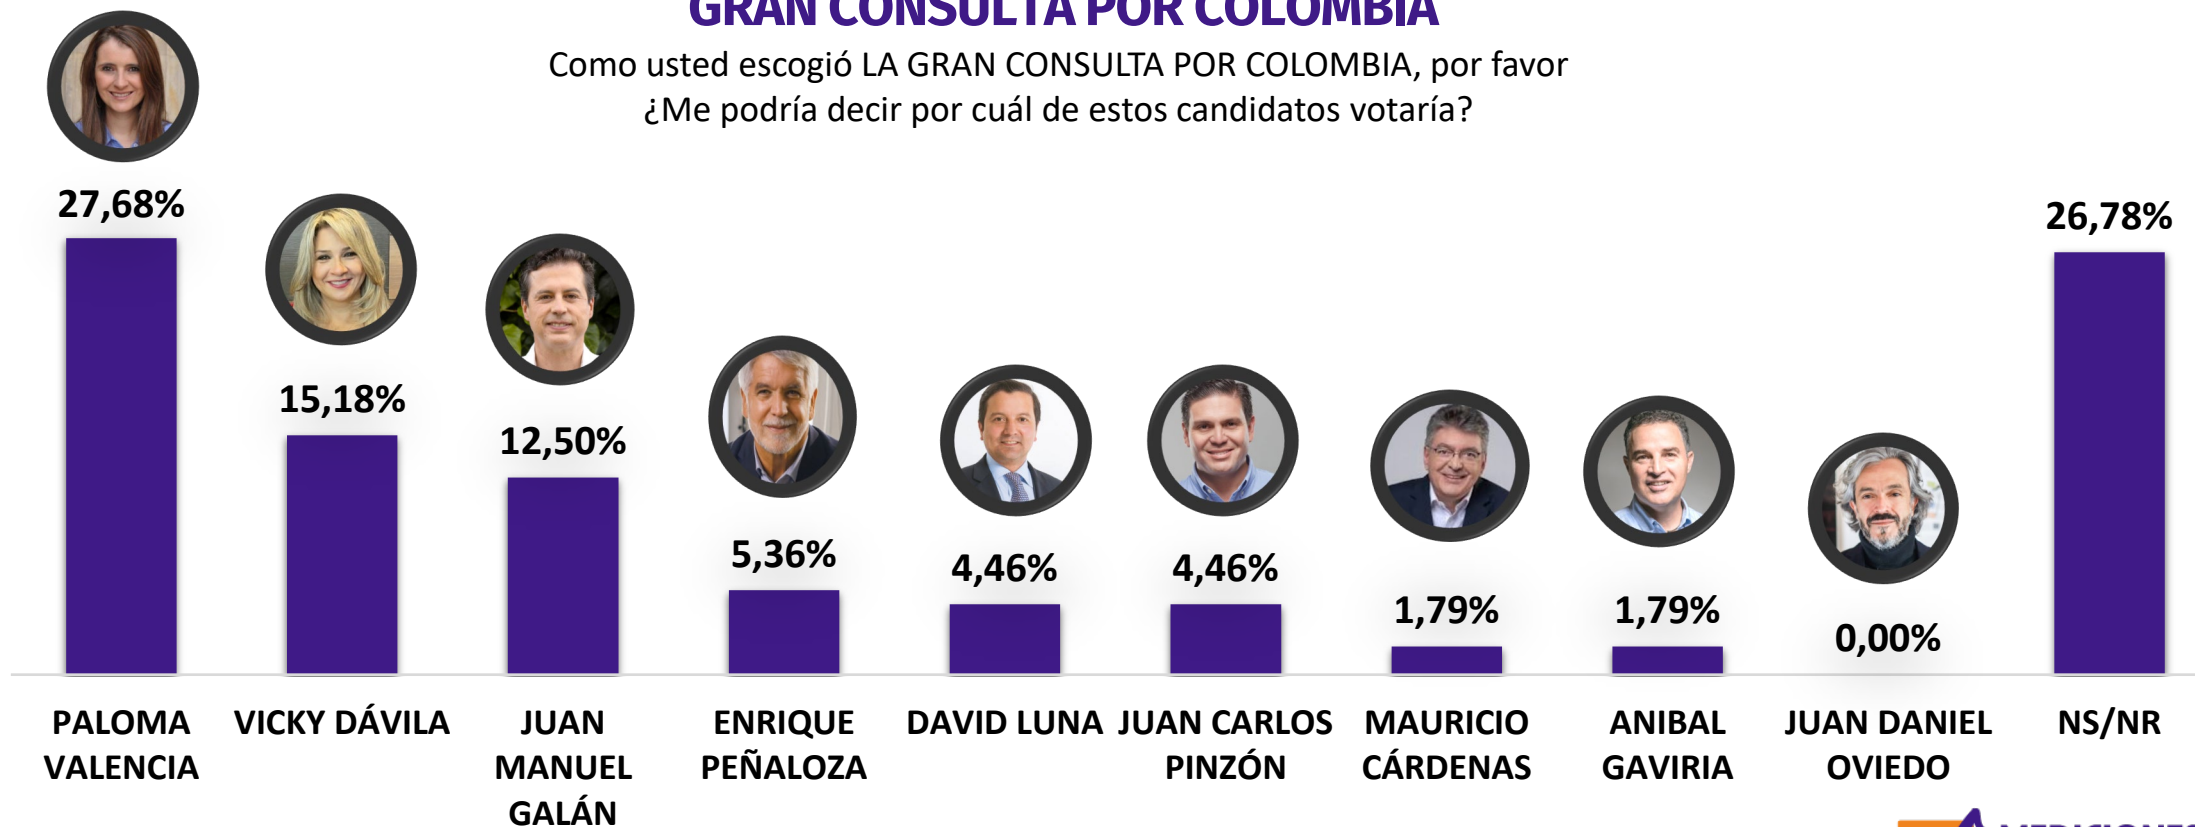 GRAN CONSULTA POR COLOMBIA
Como usted escogió LA GRAN CONSULTA POR COLOMBIA, por favor
¿Me podría decir por cuál de estos candidatos votaría?
27,68%
15,18%
12,50%
5,36%
4,46%
4,46%
1,79%
1,79%
0,00%
26,78%
PALOMA
VALENCIA
VICKY DÁVILA
JUAN
MANUEL
GALÁN
ENRIQUE
PEÑALOZA
DAVID LUNA
JUAN CARLOS
PINZÓN
MAURICIO
CÁRDENAS
ANIBAL
GAVIRIA
JUAN DANIEL
OVIEDO
NS/NR
MEDICIONES